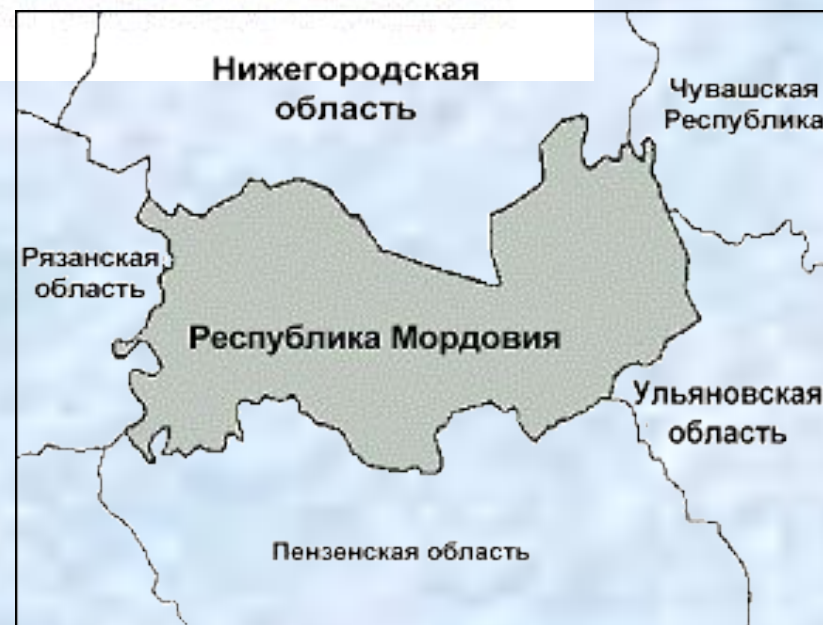 Нижегородская
область
Чувашская
Республика
Рязанская
область
Республика Мордовия
Ульяновская
область
Пензенская область